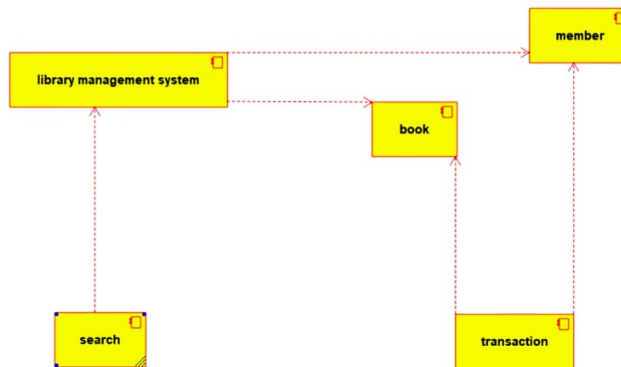 member
library management system
book
search
transaction